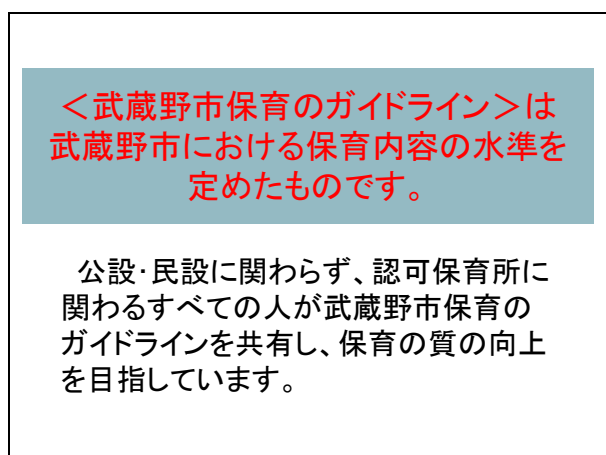 ＜武蔵野市保育のガイドライン＞は
武蔵野市における保育内容の水準を
定めたものです。
公設･民設に関わらず、認可保育所に
関わるすべての人が武蔵野市保育の
ガイドラインを共有し、保育の質の向上
を目指しています。